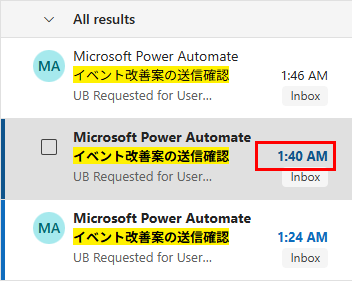 All results
MA
Microsoft Power Automate
イベント改善案の送信確認
1:46 AM
UB Requested for User...
Inbox
Microsoft Power Automate
イベント改善案の送信確認
1:40 AM
UB Requested for User...
Inbox
MA
Microsoft Power Automate
イベント改善案の送信確認
1:24 AM
UB Requested for User...
Inbox